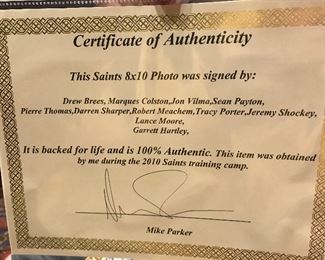 Certificate of Authenticity
This Saints 8x10 Photo was signed by:
Drew Brees, Marques Colston,Jon Vilma,Sean Payton,
Pierre Thomas,Darren Sharper,Robert Meachem,Tracy Porter,Jeremy Shockey,
Lance Moore,
Garrett Hartley,
It is backed for life and is 100% Authentic. This item was obtained
by me during the 2010 Saints training camp.
Mike Parker